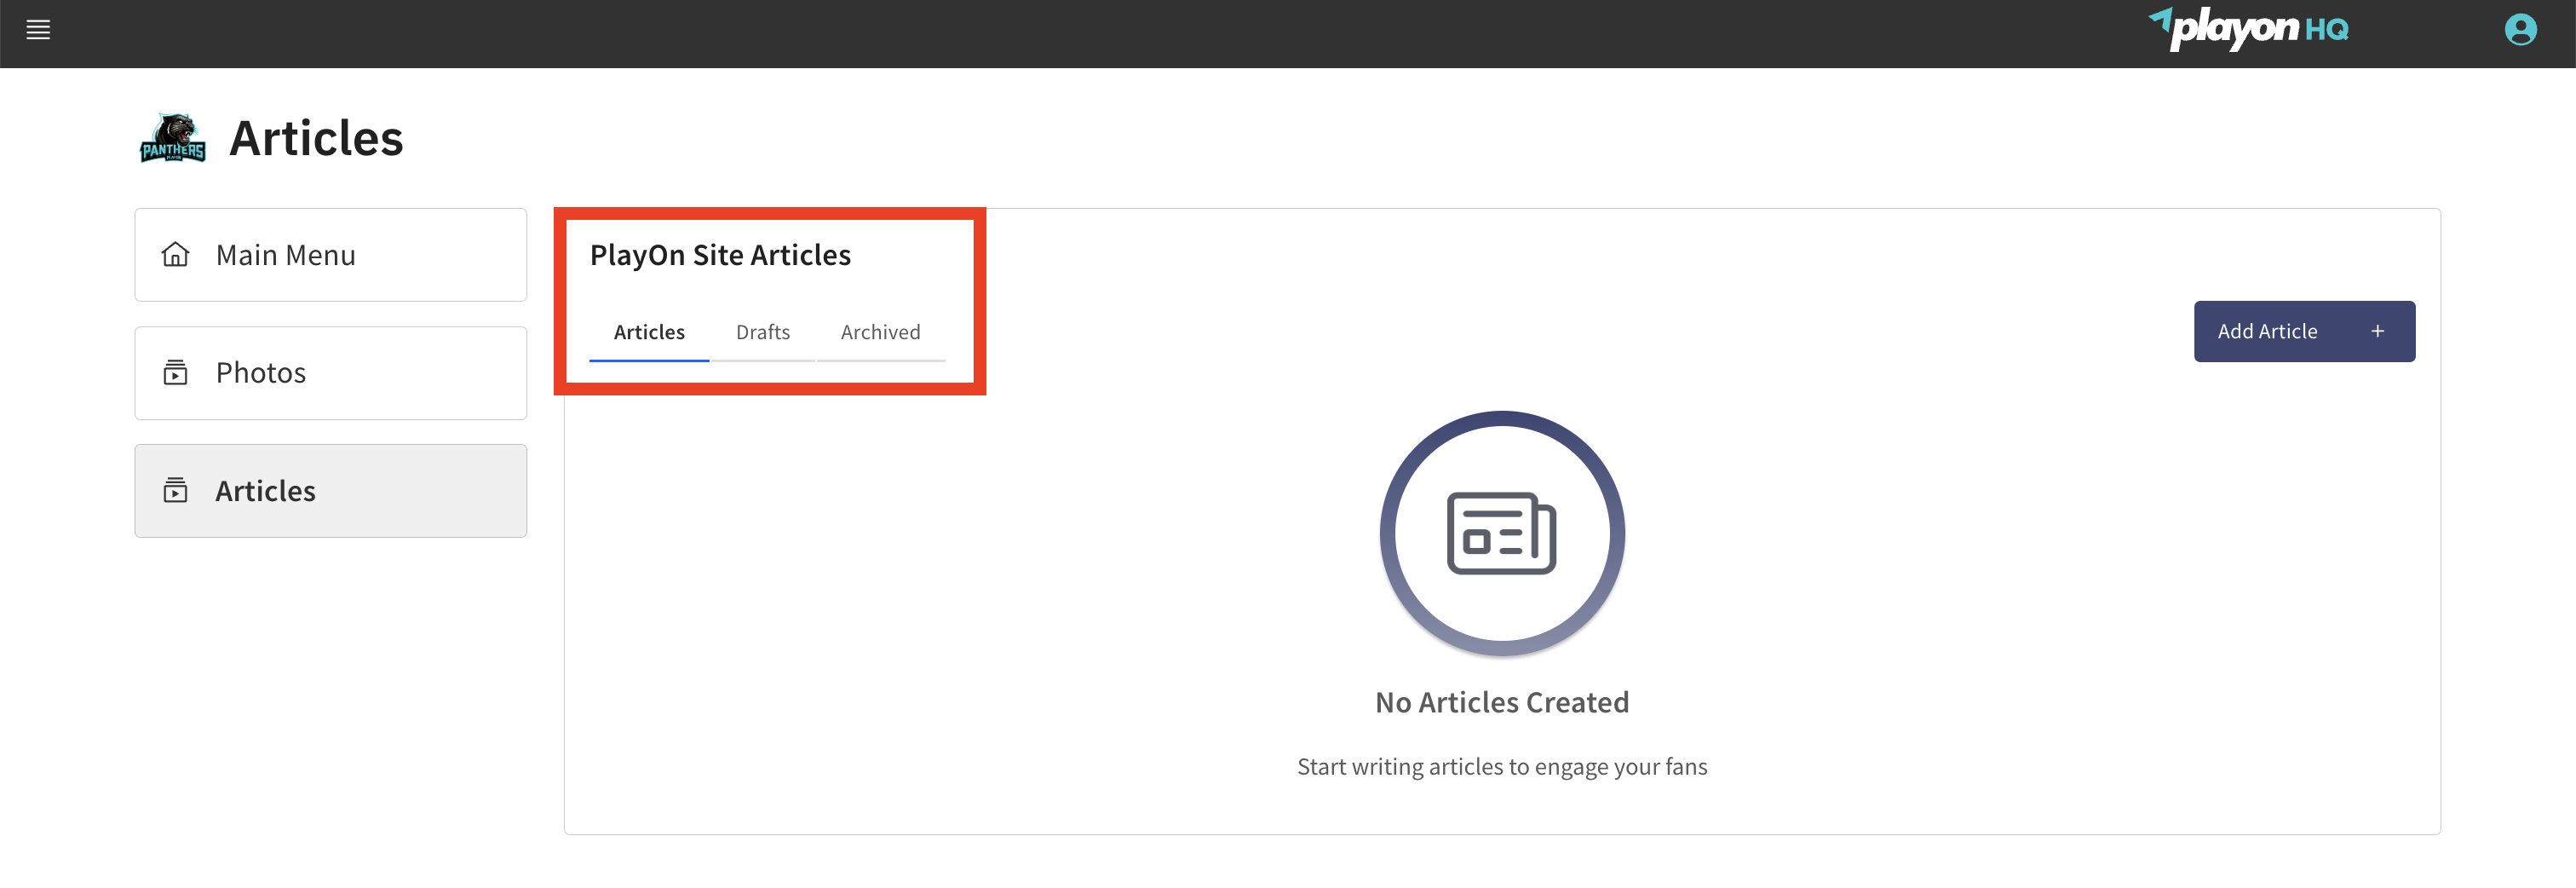 playon HQ
PANTHERS
PLAYON
Articles
Main Menu
Photos
Articles
PlayOn Site Articles
Articles Drafts Archived
Add Article +
No Articles Created
Start writing articles to engage your fans